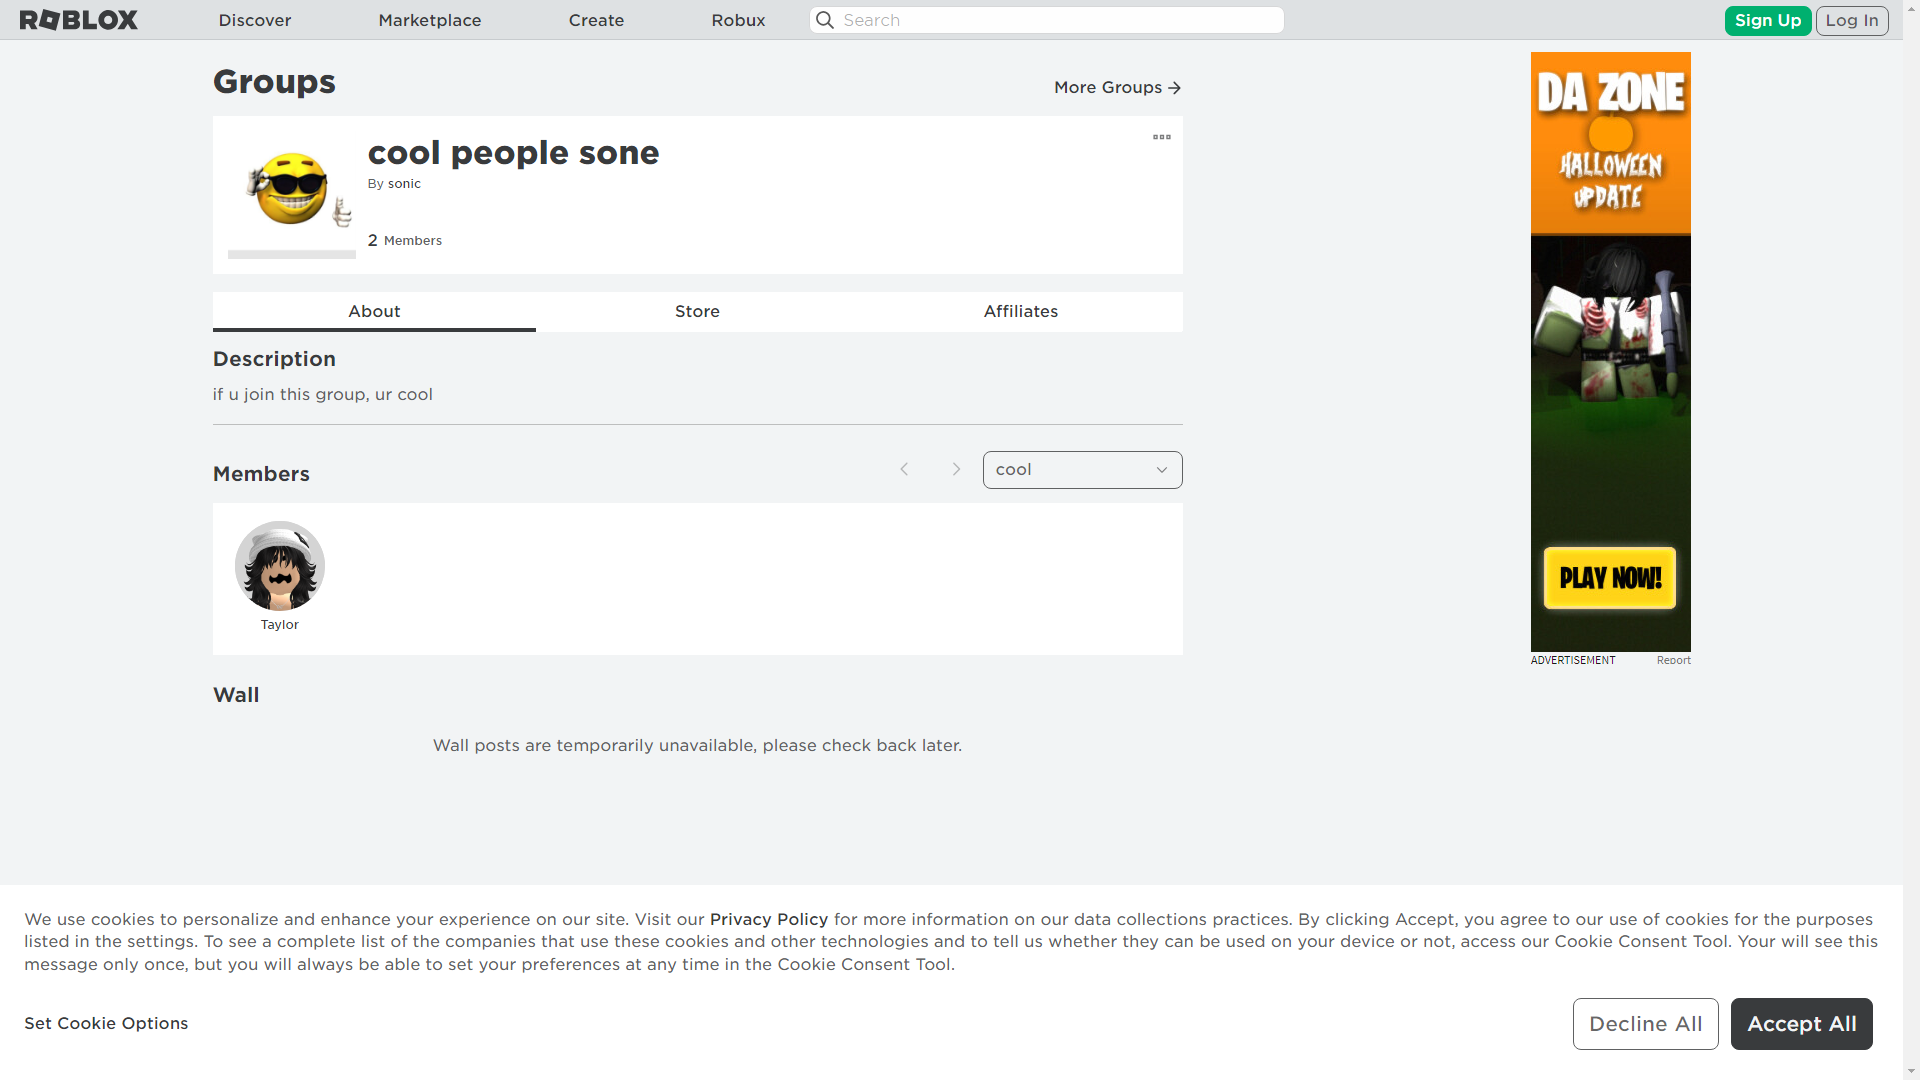 ROBLOX
Discover
Marketplace
Create
Robux
Search
Sign Up
Log In
Groups
More Groups
cool people sone
By sonic
2 Members
About
Store
Affiliates
Description
if u join this group, ur cool
Members
cool
Taylor
Wall
Wall posts are temporarily unavailable, please check back later.
DA ZONE
HALLOWEEN
UPDATE
PLAY NOW!
ADVERTISEMENT
Report
We use cookies to personalize and enhance your experience on our site. Visit our Privacy Policy for more information on our data collections practices. By clicking Accept, you agree to our use of cookies for the purposes
listed in the settings. To see a complete list of the companies that use these cookies and other technologies and to tell us whether they can be used on your device or not, access our Cookie Consent Tool. Your will see this
message only once, but you will always be able to set your preferences at any time in the Cookie Consent Tool.
Set Cookie Options
Decline All
Accept All